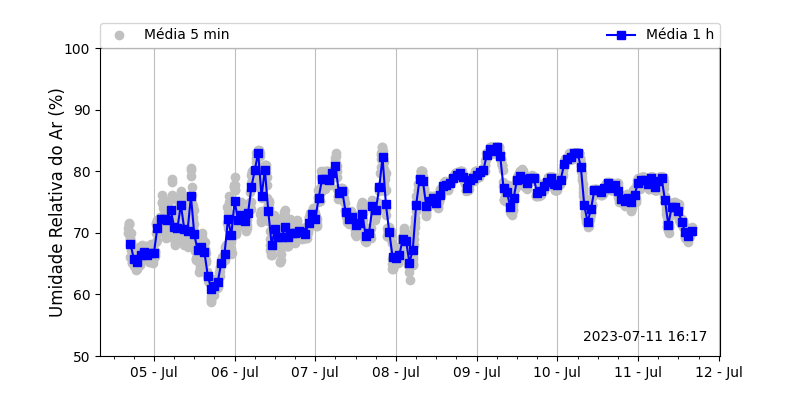 Média 5 min
Média 1 h
Umidade Relativa do Ar (%)
100
90
80
70
60
50
2023-07-11 16:17
05 - Jul
06 - Jul
07 - Jul
08 - Jul
09 - Jul
10 - Jul
11 - Jul
12 - Jul